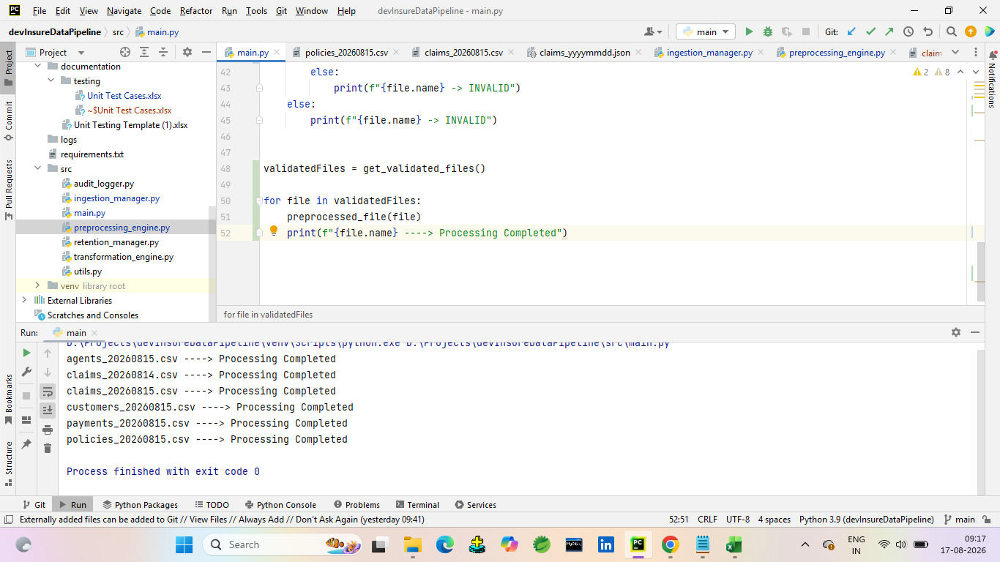 PC File Edit View Navigate Code Refactor Run Tools Git Window Help devInsureDataPipeline - main.py
devInsureDataPipeline src main.py main Git:
Project main.py policies_20260815.csv claims_20260815.csv claims_yyyymmdd.json ingestion_manager.py preprocessing_engine.py claim
documentation
testing
Unit Test Cases.xlsx
~$Unit Test Cases.xlsx
Unit Testing Template (1).xlsx
logs
requirements.txt
src
audit_logger.py
ingestion_manager.py
main.py
preprocessing_engine.py
retention_manager.py
transformation_engine.py
utils.py
venv library root
External Libraries
Scratches and Consoles
Project
Commit
Pull Requests
Bookmarks
Structure
Notifications
2 8
42 else:
43 print(f"{file.name} -> INVALID")
44 else:
45 print(f"{file.name} -> INVALID")
46
47
48 validatedFiles = get_validated_files()
49
50 for file in validatedFiles:
51 preprocessed_file(file)
52 print(f"{file.name} ----> Processing Completed")
for file in validatedFiles
Run: main
D:\Projects\devInsureDataPipeline\venv\Scripts\python.exe D:\Projects\devInsureDataPipeline\src\main.py
agents_20260815.csv ----> Processing Completed
claims_20260814.csv ----> Processing Completed
claims_20260815.csv ----> Processing Completed
customers_20260815.csv ----> Processing Completed
payments_20260815.csv ----> Processing Completed
policies_20260815.csv ----> Processing Completed
Process finished with exit code 0
Git Run Python Packages TODO Python Console Problems Terminal Services
Externally added files can be added to Git // View Files // Always Add // Don't Ask Again (yesterday 09:41) 52:51 CRLF UTF-8 4 spaces Python 3.9 (devInsureDataPipeline) main
Search MySQL in PC ENG 09:17
IN 17-08-2026